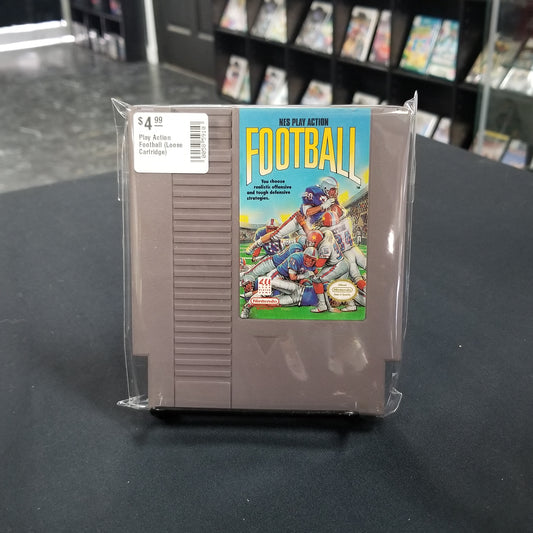 $4.99
Play Action
Football (Loose
Cartridge)
NES PLAY ACTION
FOOTBALL
You choose
realistic offensive
and tough defensive
strategies.
Nintendo
Nintendo